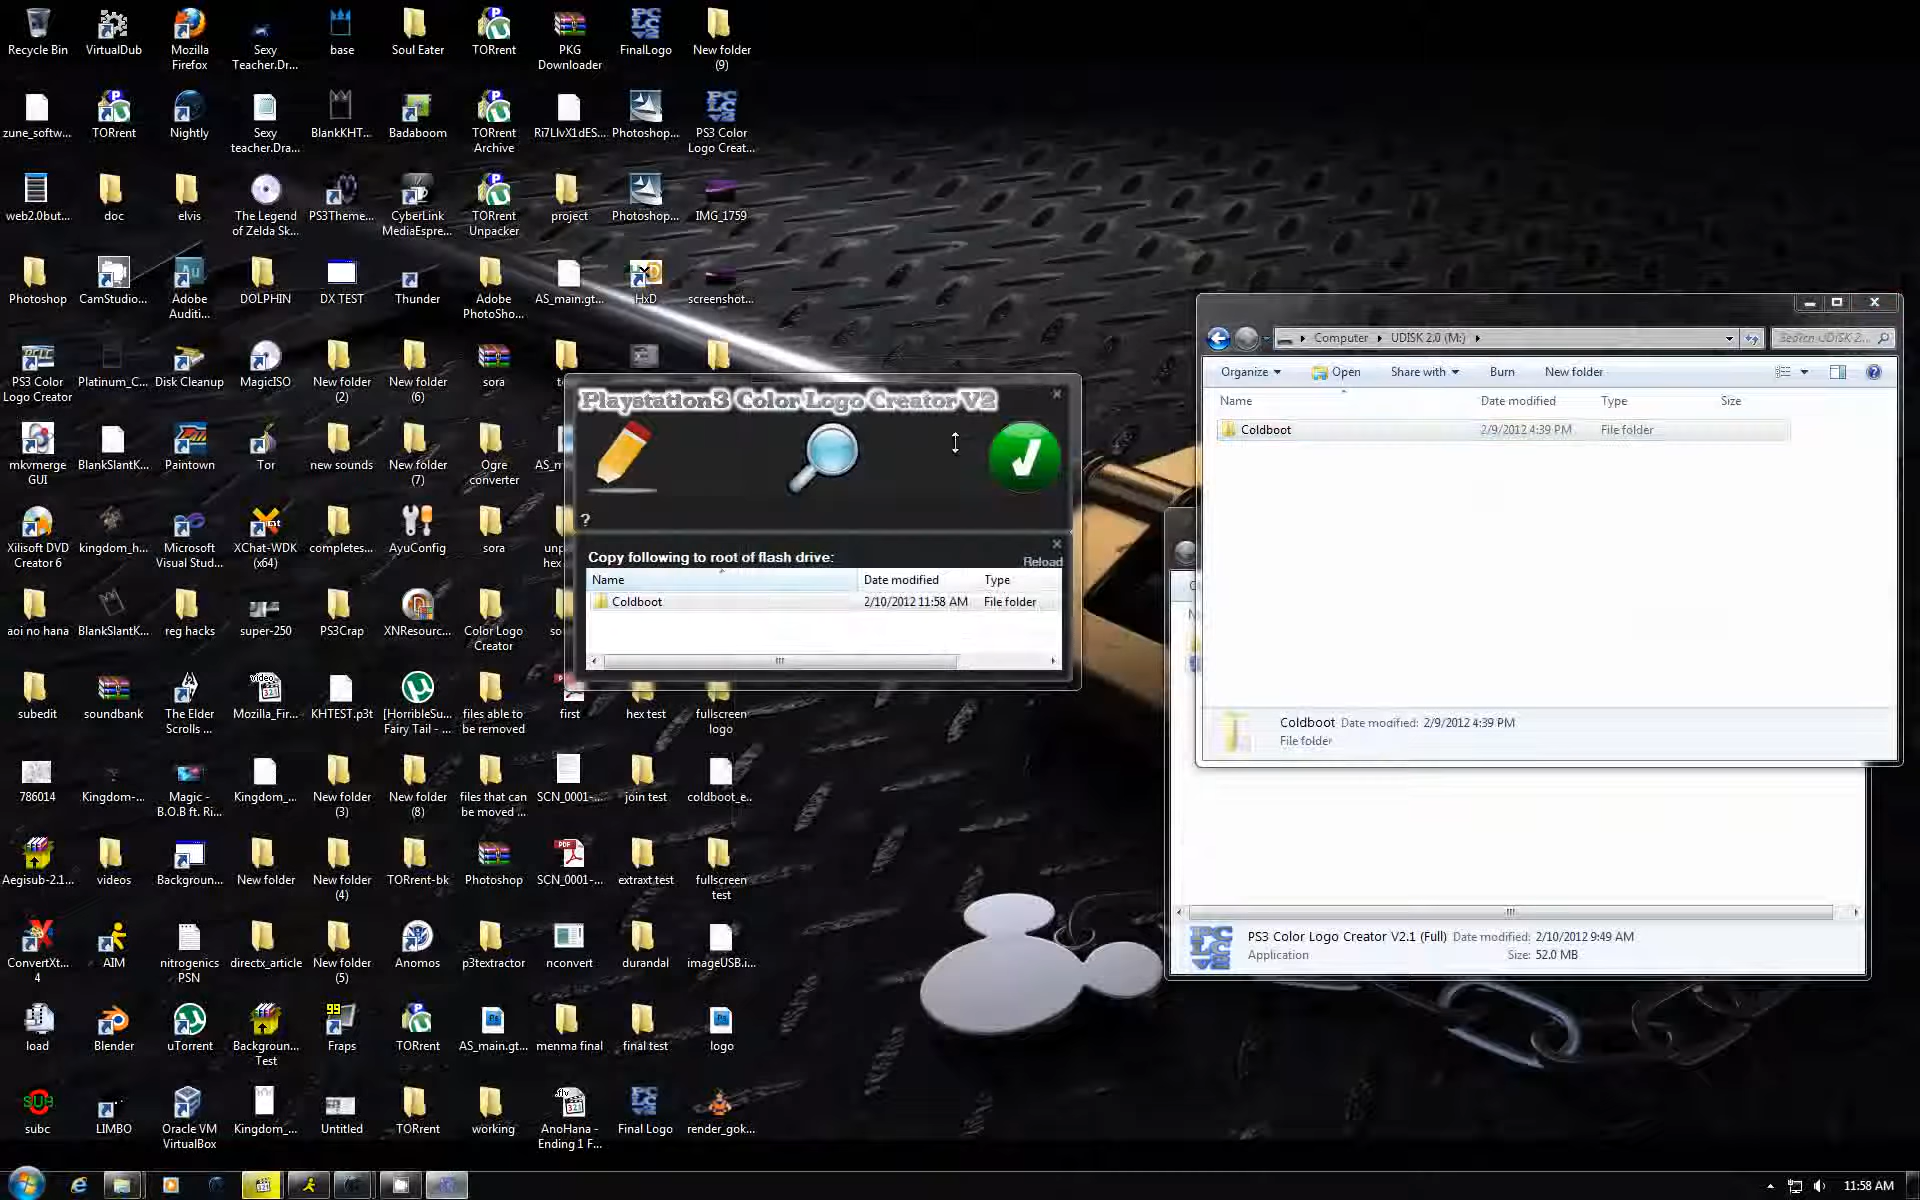 Recycle Bin
VirtualDub
Mozilla
Firefox
Sexy
Teacher.Dr...
base
Soul Eater
TORrent
PKG
Downloader
FinalLogo
New folder
(9)
zune_softw...
TORrent
Nightly
Sexy
teacher.Dra...
BlankKHT...
Badaboom
TORrent
Archive
Photoshop...
PS3 Color
Logo Creat...
web2.0but...
doc
elvis
The Legend
of Zelda Sk...
PS3Theme...
CyberLink
MediaEspre...
TORrent
Unpacker
project
Photoshop...
IMG_1759
Photoshop
CamStudio...
Adobe
Auditi...
DOLPHIN
DX TEST
Thunder
Adobe
PhotoSho...
AS_main.gt...
HxD
screenshot...
PS3 Color
Logo Creator
Platinum_C...
Disk Cleanup
MagicISO
New folder
(2)
New folder
(6)
sora
mkvmerge
GUI
BlankSlantK...
Paintown
Tor
new sounds
New folder
(7)
Ogre
converter
Xilisoft DVD
Creator 6
kingdom_h...
Microsoft
Visual Stud...
XChat-WDK
(x64)
completes...
AyuConfig
sora
aoi no hana
BlankSlantK...
reg hacks
super-250
PS3Crap
XNResourc...
Color Logo
Creator
subedit
soundbank
The Elder
Scrolls ...
Mozilla_Fir...
KHTEST.p3t
[HorribleSu...
Fairy Tail - ...
files able to
be removed
first
hex test
fullscreen
logo
786014
Kingdom-...
Magic -
B.O.B ft. Ri...
Kingdom_...
New folder
(3)
New folder
(8)
files that can
be moved ...
SCN_0001-...
join test
coldboot_e..
Aegisub-2.1...
videos
Backgroun...
New folder
New folder
(4)
TORrent-bk
Photoshop
SCN_0001-...
extraxt test
fullscreen
test
ConvertXt...
4
AIM
nitrogenics
PSN
directx_article
New folder
(5)
Anomos
p3textractor
nconvert
durandal
imageUSB.i...
load
Blender
uTorrent
Backgroun...
Test
Fraps
TORrent
AS_main.gt...
menma final
final test
logo
subc
LIMBO
Oracle VM
VirtualBox
Kingdom_...
Untitled
TORrent
working
AnoHana -
Ending 1 F...
Final Logo
render_gok...
Playstation3 Color Logo Creator V2
?
Copy following to root of flash drive:
Reload
Name Date modified Type
Coldboot 2/10/2012 11:58 AM File folder
Computer UDISK 2.0 (M:)
Search UDISK 2...
Organize Open Share with Burn New folder
Name Date modified Type Size
Coldboot 2/9/2012 4:39 PM File folder
Coldboot Date modified: 2/9/2012 4:39 PM
File folder
PS3 Color Logo Creator V2.1 (Full) Date modified: 2/10/2012 9:49 AM
Application Size: 52.0 MB
11:58 AM